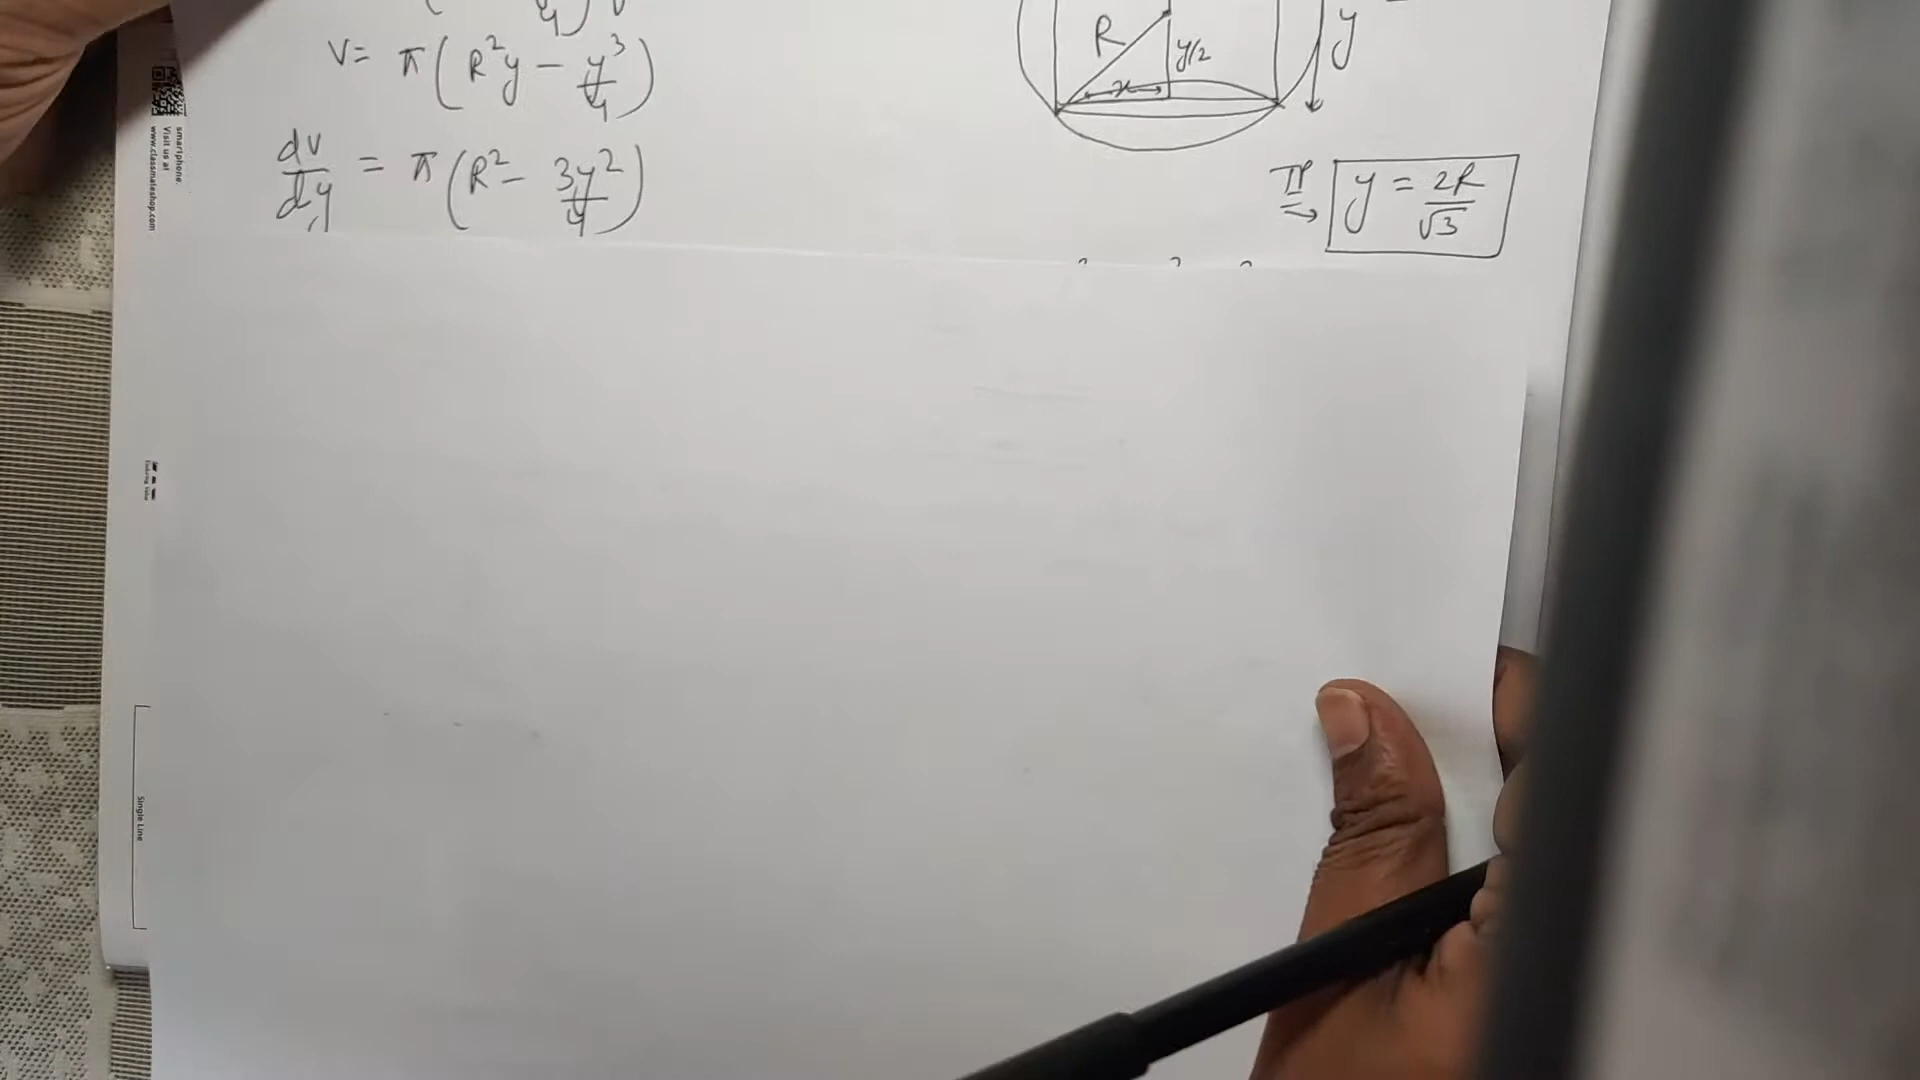 V= π(R²y − y³/4)
dv/dy = π(R² − 3y²/4)
R
y/2
x
y
TP → y = 2R/√3
smartphone.
Visit us at
www.classmateshop.com
Single Line